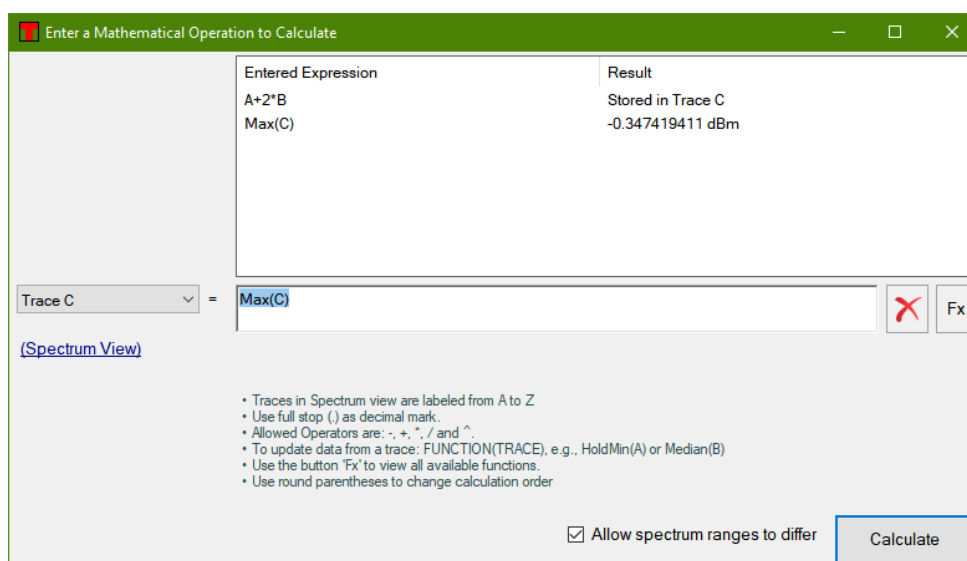 Enter a Mathematical Operation to Calculate
Entered Expression Result
A+2*B Stored in Trace C
Max(C) -0.347419411 dBm
Trace C = Max(C) Fx
(Spectrum View)
• Traces in Spectrum view are labeled from A to Z
• Use full stop (.) as decimal mark.
• Allowed Operators are: -, +, *, / and ^.
• To update data from a trace: FUNCTION(TRACE), e.g., HoldMin(A) or Median(B)
• Use the button 'Fx' to view all available functions.
• Use round parentheses to change calculation order
Allow spectrum ranges to differ
Calculate